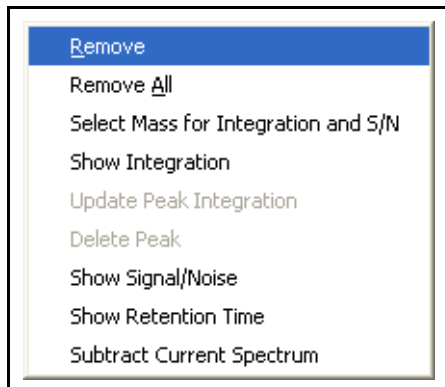 Remove
Remove All
Select Mass for Integration and S/N
Show Integration
Update Peak Integration
Delete Peak
Show Signal/Noise
Show Retention Time
Subtract Current Spectrum